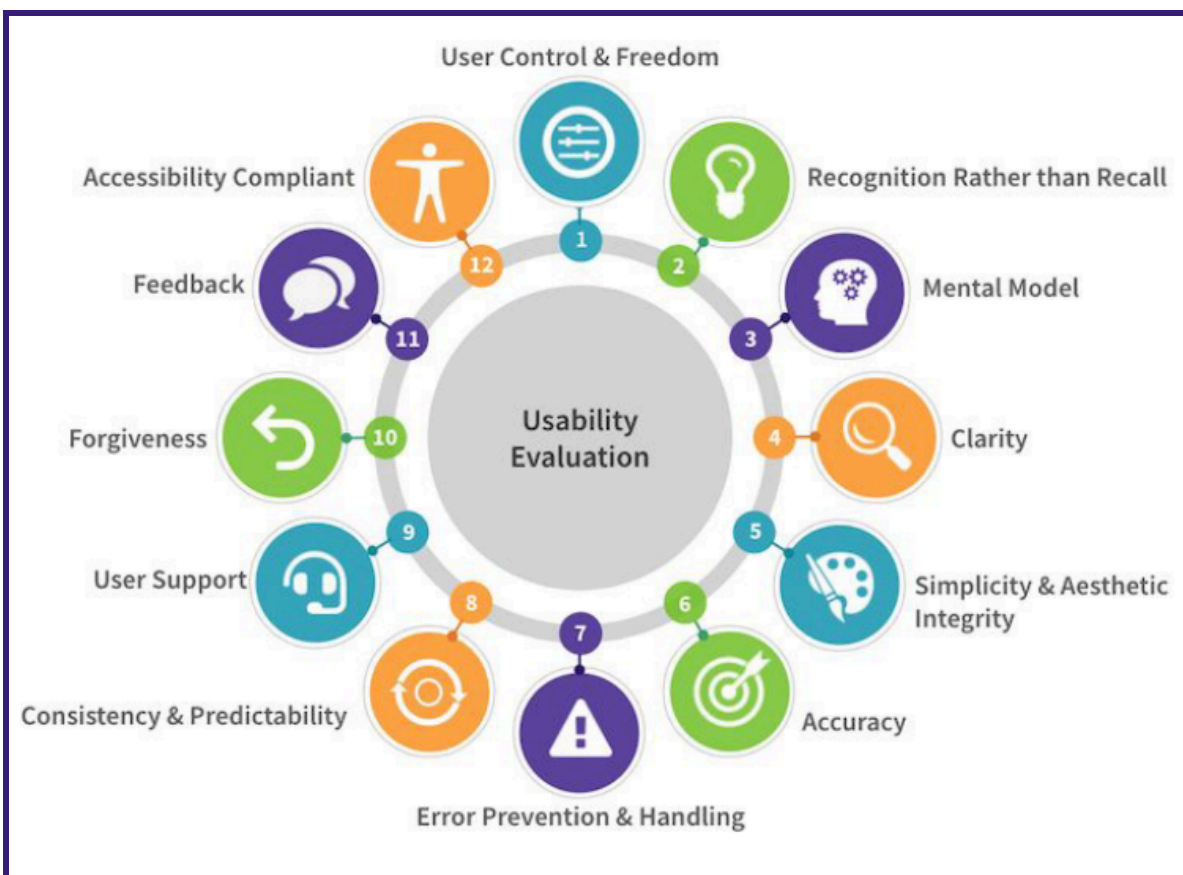 User Control & Freedom
1
Recognition Rather than Recall
2
Mental Model
3
Clarity
4
Simplicity & Aesthetic
Integrity
5
Accuracy
6
Error Prevention & Handling
7
Consistency & Predictability
8
User Support
9
Forgiveness
10
Feedback
11
Accessibility Compliant
12
Usability
Evaluation